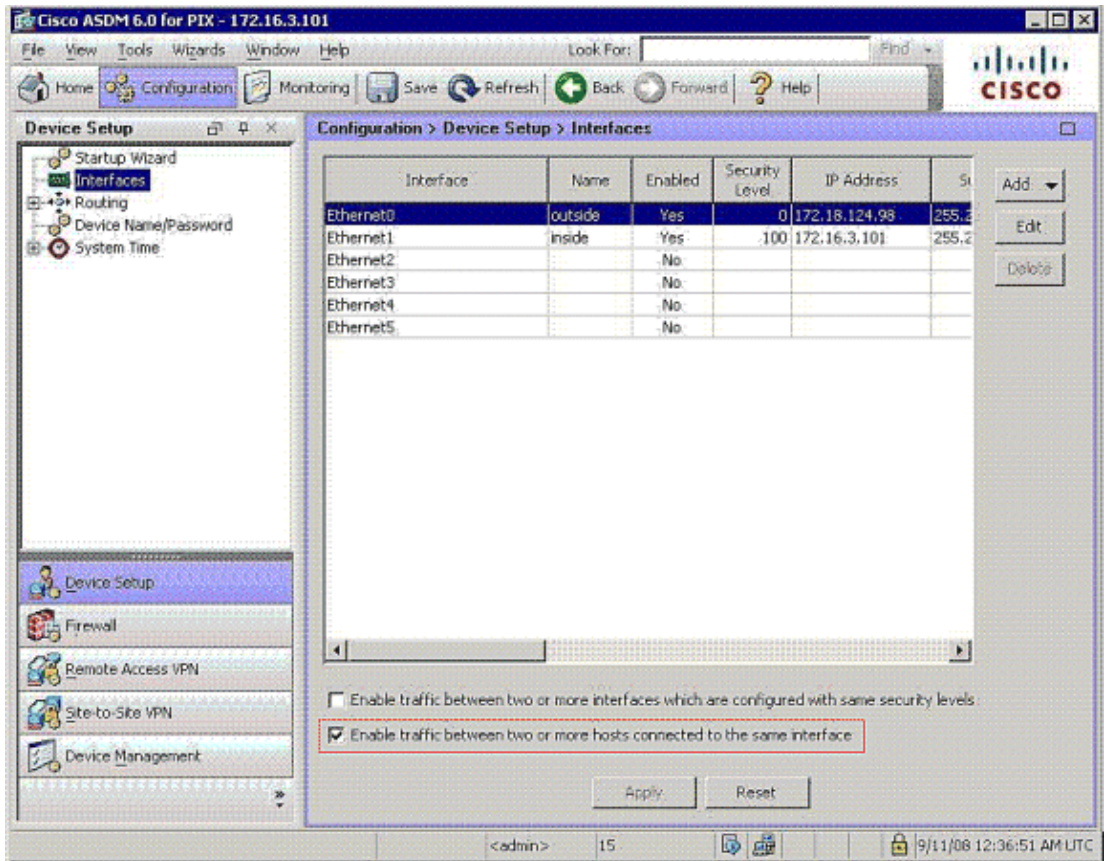 Cisco ASDM 6.0 for PIX - 172.16.3.101
File View Tools Wizards Window Help Look For: Find
Home Configuration Monitoring Save Refresh Back Forward Help
CISCO
Device Setup
Startup Wizard
Interfaces
Routing
Device Name/Password
System Time
Device Setup
Firewall
Remote Access VPN
Site-to-Site VPN
Device Management
Configuration > Device Setup > Interfaces
Interface Name Enabled Security Level IP Address
Ethernet0 outside Yes 0 172.18.124.98 255.2
Ethernet1 inside Yes 100 172.16.3.101 255.2
Ethernet2 No
Ethernet3 No
Ethernet4 No
Ethernet5 No
Add
Edit
Delete
Enable traffic between two or more interfaces which are configured with same security levels
Enable traffic between two or more hosts connected to the same interface
Apply Reset
<admin> 15 9/11/08 12:36:51 AM UTC